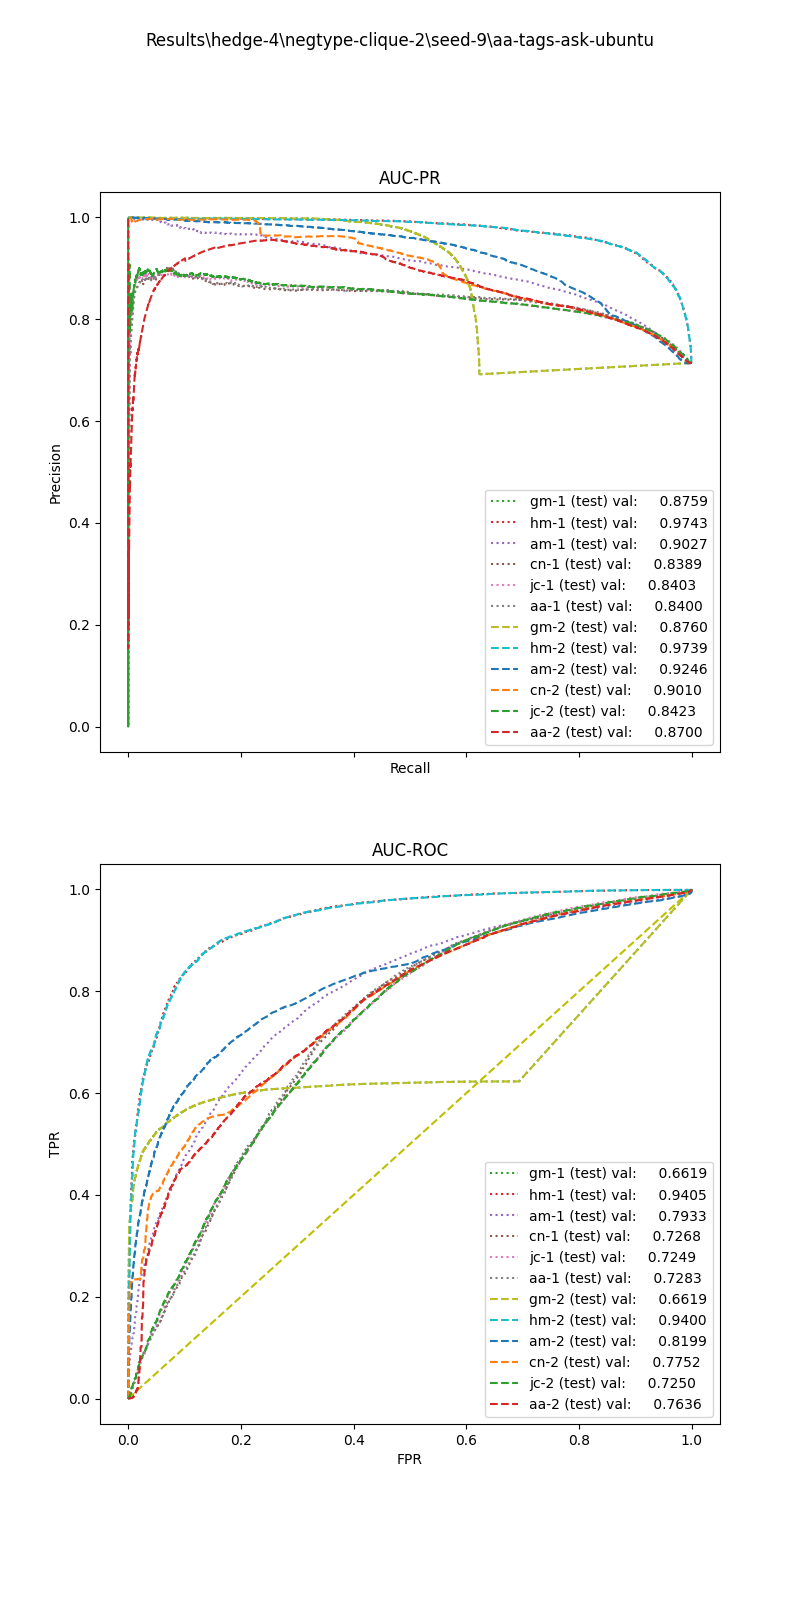 Results\hedge-4\negtype-clique-2\seed-9\aa-tags-ask-ubuntu
AUC-PR
1.0
0.8
0.6
0.4
0.2
0.0
Precision
Recall
gm-1 (test) val: 0.8759
hm-1 (test) val: 0.9743
am-1 (test) val: 0.9027
cn-1 (test) val: 0.8389
jc-1 (test) val: 0.8403
aa-1 (test) val: 0.8400
gm-2 (test) val: 0.8760
hm-2 (test) val: 0.9739
am-2 (test) val: 0.9246
cn-2 (test) val: 0.9010
jc-2 (test) val: 0.8423
aa-2 (test) val: 0.8700
AUC-ROC
1.0
0.8
0.6
0.4
0.2
0.0
TPR
0.0 0.2 0.4 0.6 0.8 1.0
FPR
gm-1 (test) val: 0.6619
hm-1 (test) val: 0.9405
am-1 (test) val: 0.7933
cn-1 (test) val: 0.7268
jc-1 (test) val: 0.7249
aa-1 (test) val: 0.7283
gm-2 (test) val: 0.6619
hm-2 (test) val: 0.9400
am-2 (test) val: 0.8199
cn-2 (test) val: 0.7752
jc-2 (test) val: 0.7250
aa-2 (test) val: 0.7636